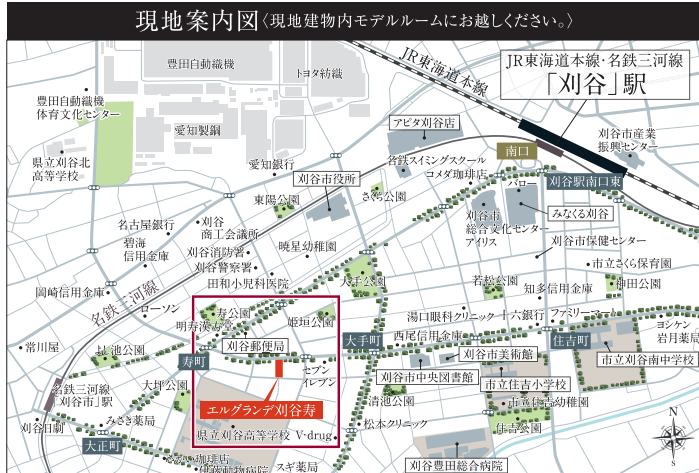 現地案内図〈現地建物内モデルルームにお越しください。〉
豊田自動織機
トヨタ紡織
JR東海道本線
JR東海道本線・名鉄三河線
「刈谷」駅
豊田自動織機
体育文化センター
愛知製鋼
アピタ刈谷店
南口
刈谷市産業
振興センター
県立刈谷北
高等学校
愛知銀行
名鉄スイミングスクール
コメダ珈琲店
刈谷駅南口東
刈谷市役所
バロー
東陽公園
さくら公園
みなくる刈谷
名古屋銀行
刈谷
商工会議所
刈谷市
総合文化センター
アイリス
碧海
信用金庫
刈谷消防署
暁星幼稚園
刈谷市保健センター
刈谷警察署
田和小児科医院
市立さくら保育園
岡崎信用金庫
大手公園
若松公園
知多信用金庫
神田公園
名鉄三河線
ローソン
寿公園
姫垣公園
湯口眼科クリニック
十六銀行
ファミリーマート
ヨシケン
岩月薬局
明寿漢寿堂
刈谷郵便局
大手町
西尾信用金庫
住吉町
常川屋
寿町
セブン
イレブン
刈谷市美術館
市立刈谷南中学校
刈谷市中央図書館
市立住吉小学校
名鉄三河線
「刈谷市」駅
大坪公園
エルグランデ刈谷寿
清池公園
市立住吉幼稚園
刈谷日劇
みさき薬局
県立刈谷高等学校
V・drug
松本クリニック
住吉公園
大正町
珈琲店
伊藤動物病院
スギ薬局
刈谷豊田総合病院
N
S